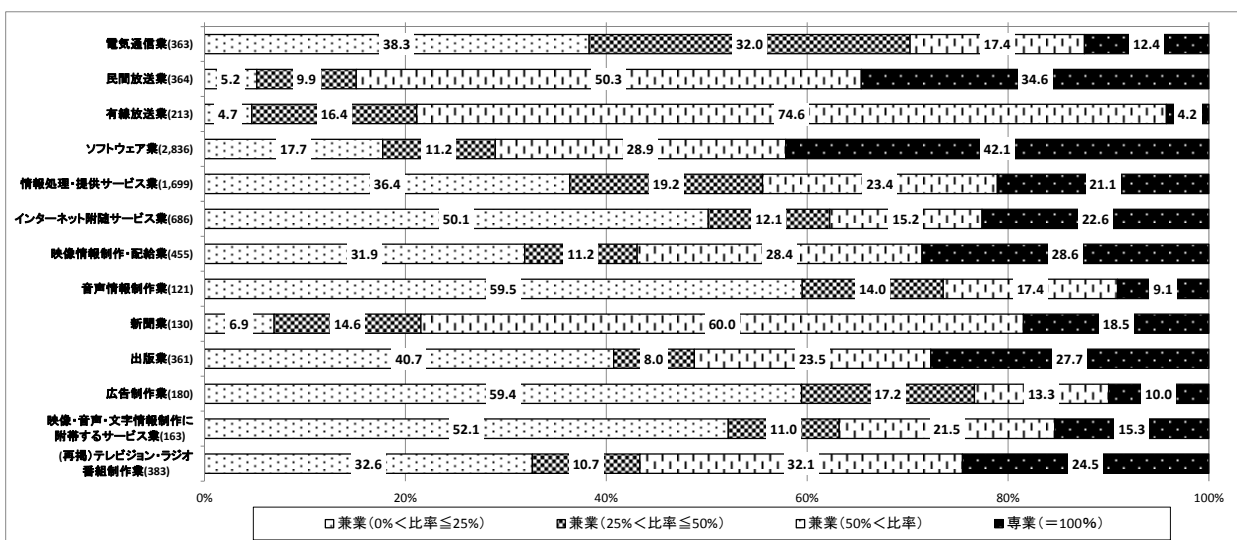 電気通信業(363) 38.3 32.0 17.4 12.4
民間放送業(364) 5.2 9.9 50.3 34.6
有線放送業(213) 4.7 16.4 74.6 4.2
ソフトウェア業(2,836) 17.7 11.2 28.9 42.1
情報処理・提供サービス業(1,699) 36.4 19.2 23.4 21.1
インターネット附随サービス業(686) 50.1 12.1 15.2 22.6
映像情報制作・配給業(455) 31.9 11.2 28.4 28.6
音声情報制作業(121) 59.5 14.0 17.4 9.1
新聞業(130) 6.9 14.6 60.0 18.5
出版業(361) 40.7 8.0 23.5 27.7
広告制作業(180) 59.4 17.2 13.3 10.0
映像・音声・文字情報制作に
附帯するサービス業(163) 52.1 11.0 21.5 15.3
(再掲)テレビジョン・ラジオ
番組制作業(383) 32.6 10.7 32.1 24.5
0% 20% 40% 60% 80% 100%
兼業(0%<比率≦25%) 兼業(25%<比率≦50%) 兼業(50%<比率) 専業(=100%)